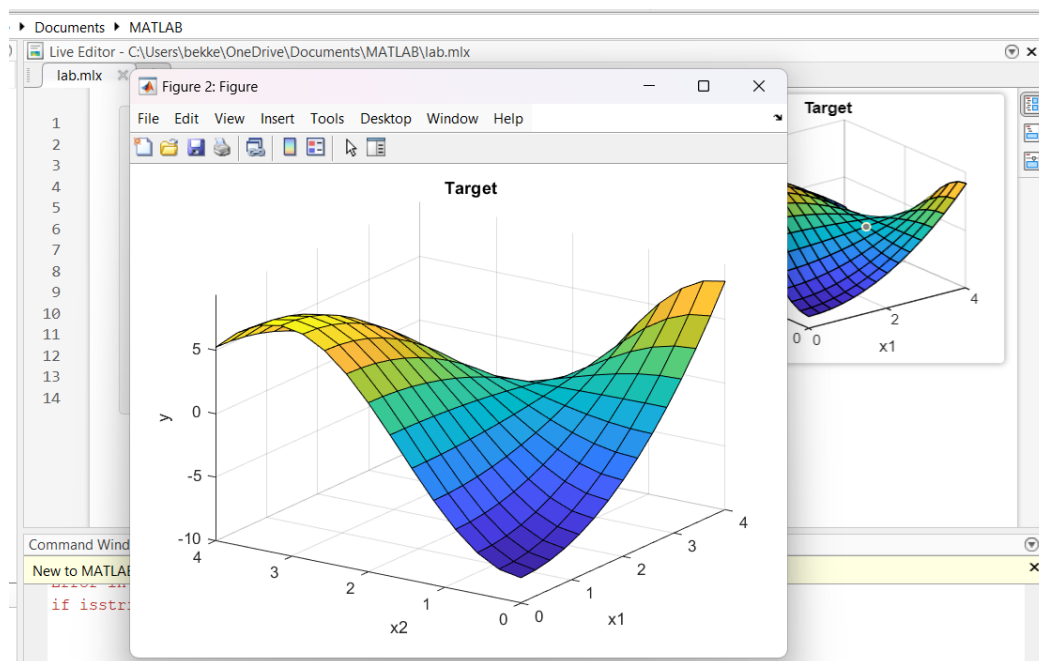 Documents MATLAB
Live Editor - C:\Users\bekke\OneDrive\Documents\MATLAB\lab.mlx
lab.mlx
Figure 2: Figure
File Edit View Insert Tools Desktop Window Help
1
2
3
4
5
6
7
8
9
10
11
12
13
14
Target
y
5
0
-5
-10
4
3
2
1
0
x2
0
1
2
3
4
x1
Target
0
0
2
4
x1
Command Wind
New to MATLAB
if isstri